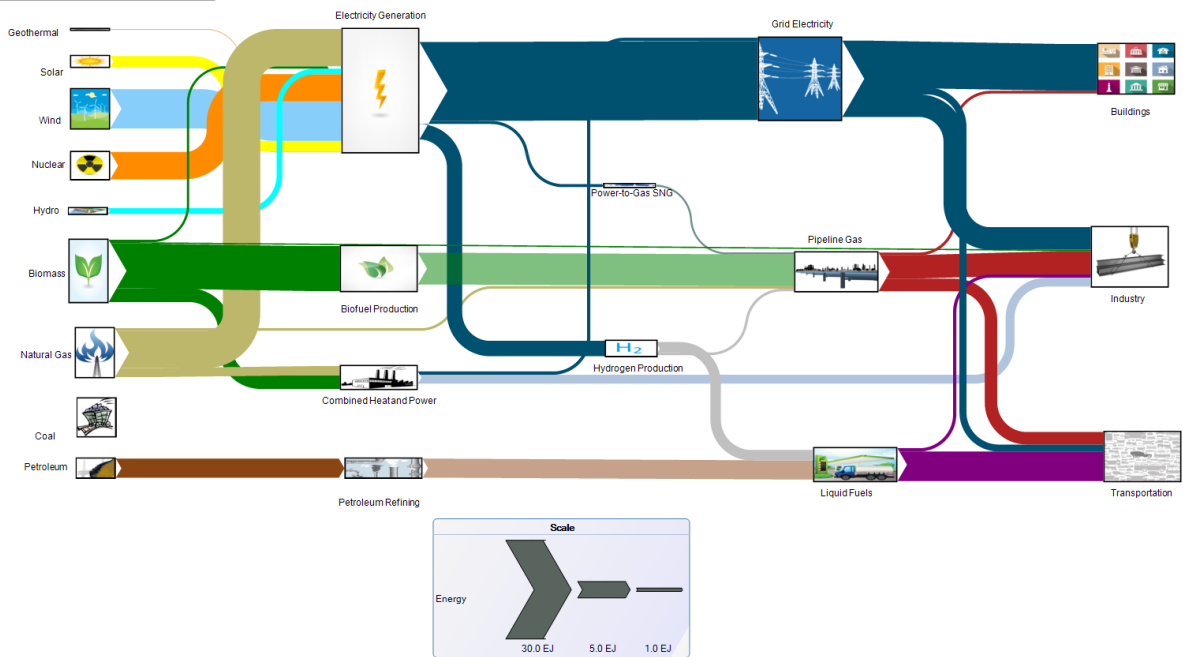 Electricity Generation
Grid Electricity
Geothermal
Solar
Buildings
Wind
Nuclear
Power-to-Gas SNG
Hydro
Pipeline Gas
Biomass
Biofuel Production
Industry
Natural Gas
H2
Hydrogen Production
Combined Heatand Power
Coal
Petroleum
Petroleum Refining
Liquid Fuels
Transportation
Scale
Energy
30.0 EJ
5.0 EJ
1.0 EJ